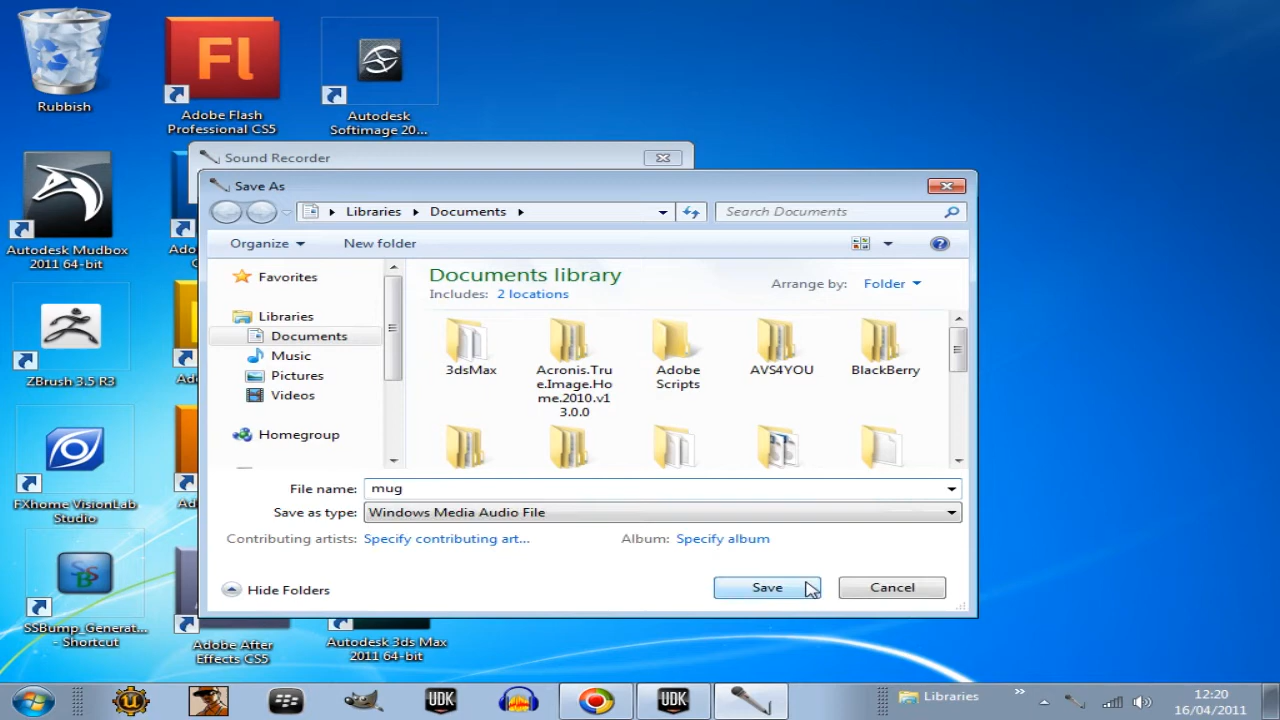 Rubbish
Fl
Adobe Flash
Professional CS5
Autodesk
Softimage 20...
Autodesk Mudbox
2011 64-bit
ZBrush 3.5 R3
FXhome VisionLab
Studio
SSBump_Generat...
- Shortcut
Adobe After
Effects CS5
Autodesk 3ds Max
2011 64-bit
Sound Recorder
Save As
Libraries
Documents
Search Documents
Organize
New folder
Favorites
Libraries
Documents
Music
Pictures
Videos
Homegroup
Documents library
Includes: 2 locations
Arrange by: Folder
3dsMax
Acronis.Tru
e.Image.Ho
me.2010.v1
3.0.0
Adobe
Scripts
AVS4YOU
BlackBerry
File name: mug
Save as type: Windows Media Audio File
Contributing artists: Specify contributing art...
Album: Specify album
Hide Folders
Save
Cancel
UDK
UDK
Libraries
12:20
16/04/2011